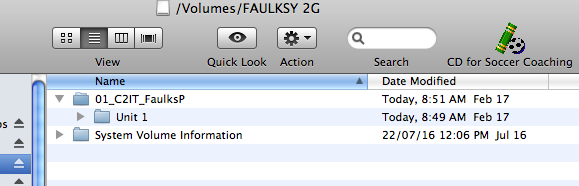 /Volumes/FAULKSY 2G
View Quick Look Action Search CD for Soccer Coaching
Name Date Modified
01_C2IT_FaulksP Today, 8:51 AM Feb 17
Unit 1 Today, 8:49 AM Feb 17
System Volume Information 22/07/16 12:06 PM Jul 16